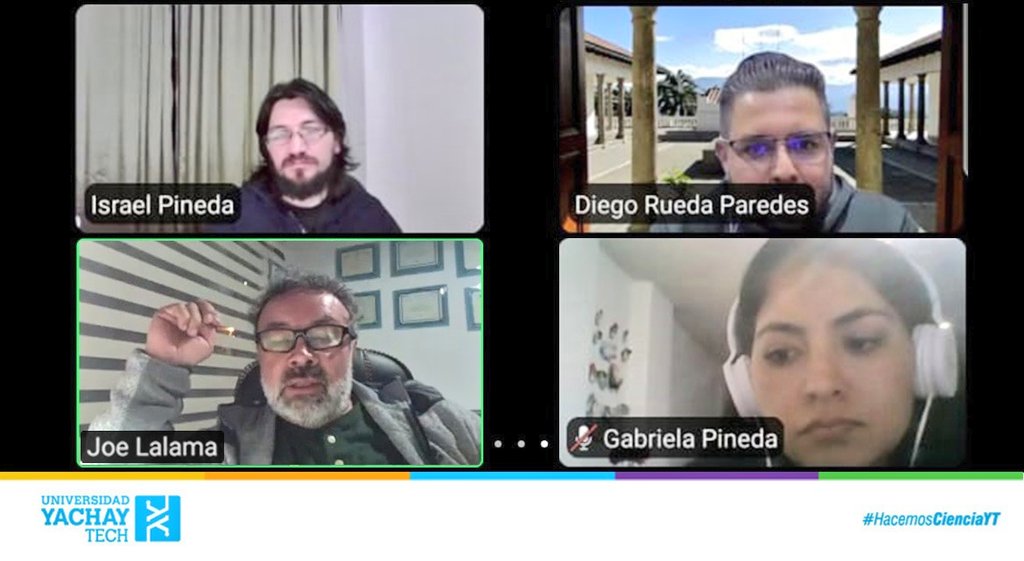 Israel Pineda
Diego Rueda Paredes
Joe Lalama
Gabriela Pineda
UNIVERSIDAD
YACHAY
TECH
#HacemosCienciaYT